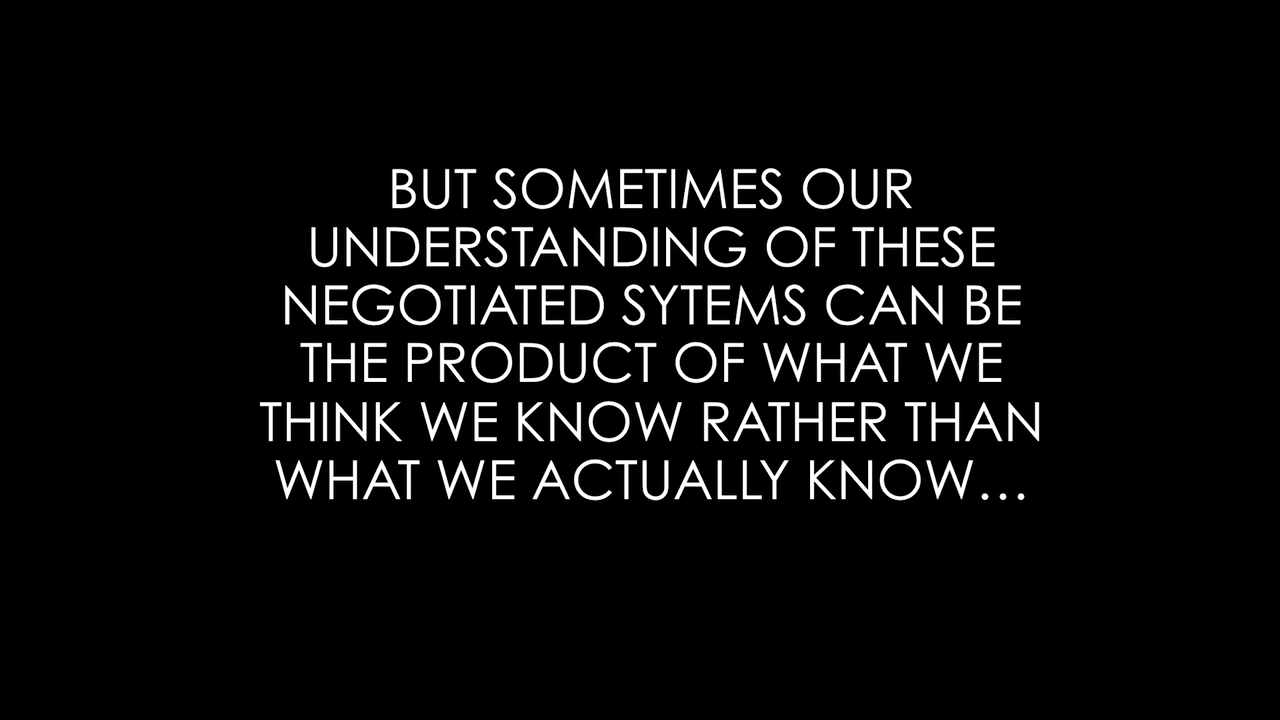 BUT SOMETIMES OUR
UNDERSTANDING OF THESE
NEGOTIATED SYTEMS CAN BE
THE PRODUCT OF WHAT WE
THINK WE KNOW RATHER THAN
WHAT WE ACTUALLY KNOW…